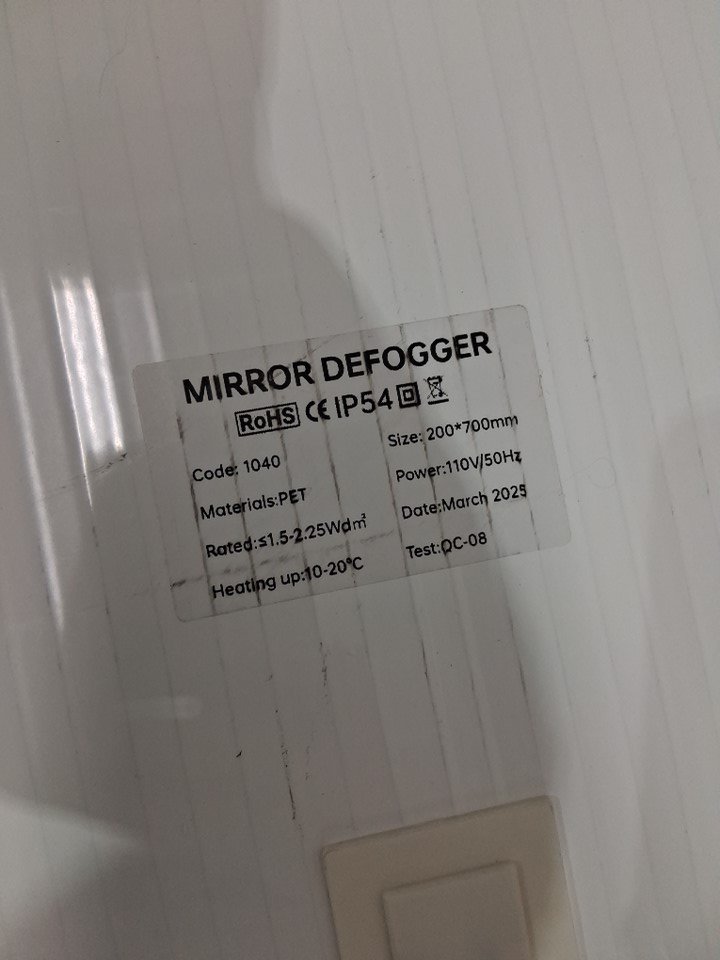 MIRROR DEFOGGER
RoHS CE IP54
Code: 1040
Materials:PET
Rated:≤1.5-2.25Wdm²
Heating up:10-20℃
Size: 200*700mm
Power:110V/50Hz
Date:March 2025
Test:QC-08